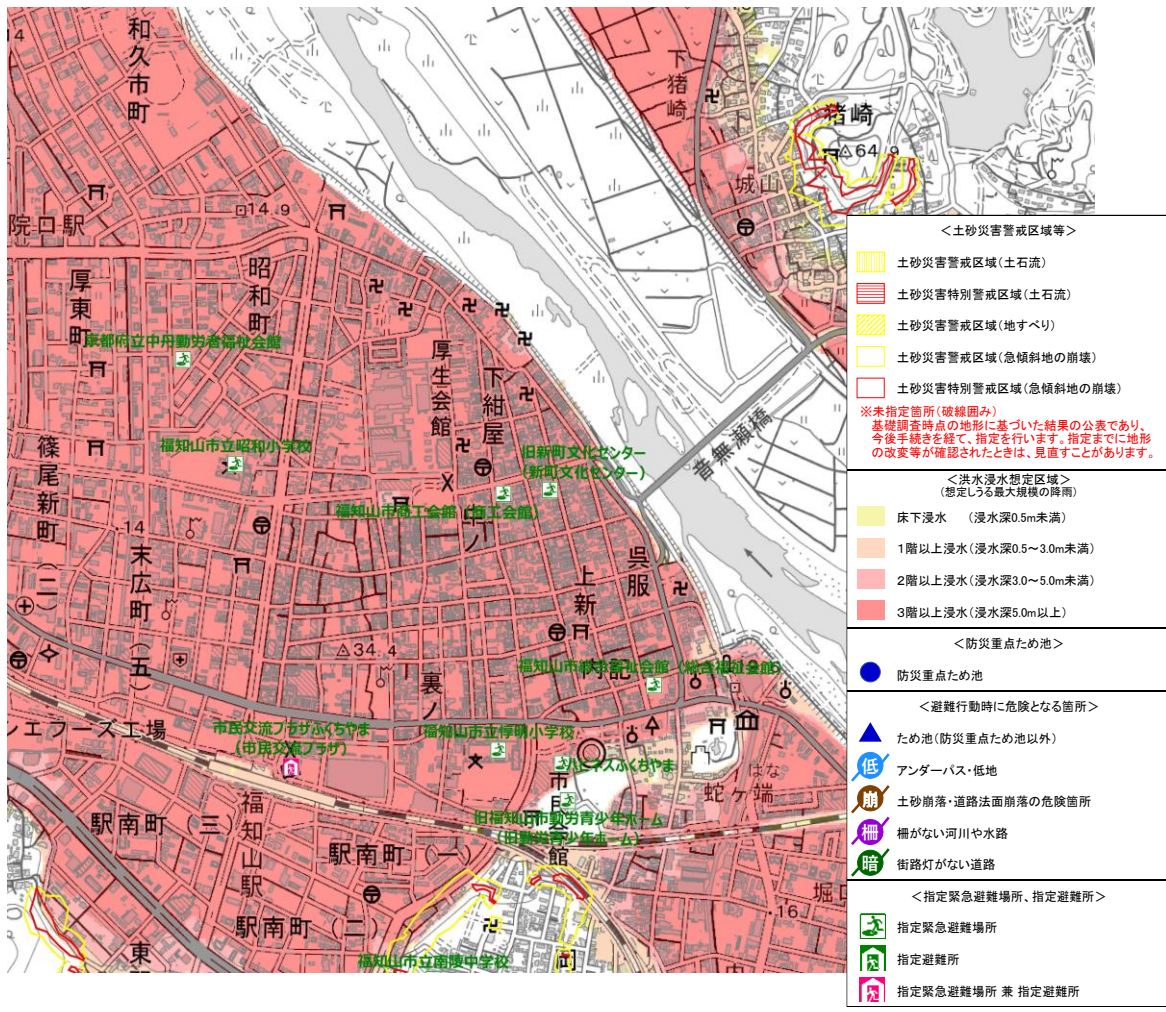 和久市町
下猪崎
猪崎
64.9
城山
院口駅
14.9
昭和町
厚東町
京都府立中丹勤労者福祉会館
厚生会館
下紺屋
音無瀬橋
篠尾新町(二)
福知山市立昭和小学校
旧新町文化センター
(新町文化センター)
福知山市商工会館(商工会館)
14
末広町(五)
上新
呉服
34.4
裏ノ
福知山市総中福祉会館(総合福祉会館)
ンエラーズ工場
市民交流プラザふくちやま
(市民交流プラザ)
福知山市立惇明小学校
ハピネスふくちやま
はな
蛇ケ端
市民会館
旧福知山市勤労青少年ホーム
(旧勤労青少年ホーム)
駅南町(三)
福知山駅
駅南町(一)
駅南町(二)
堀口
16
福知山市立南陵中学校
岡
東
内
<土砂災害警戒区域等>
土砂災害警戒区域(土石流)
土砂災害特別警戒区域(土石流)
土砂災害警戒区域(地すべり)
土砂災害警戒区域(急傾斜地の崩壊)
土砂災害特別警戒区域(急傾斜地の崩壊)
※未指定箇所(破線囲み)
基礎調査時点の地形に基づいた結果の公表であり、
今後手続きを経て、指定を行います。指定までに地形
の改変等が確認されたときは、見直すことがあります。
<洪水浸水想定区域>
(想定しうる最大規模の降雨)
床下浸水 (浸水深0.5m未満)
1階以上浸水(浸水深0.5~3.0m未満)
2階以上浸水(浸水深3.0~5.0m未満)
3階以上浸水(浸水深5.0m以上)
<防災重点ため池>
防災重点ため池
<避難行動時に危険となる箇所>
ため池(防災重点ため池以外)
低 アンダーパス・低地
崩 土砂崩落・道路法面崩落の危険箇所
柵 柵がない河川や水路
暗 街路灯がない道路
<指定緊急避難場所、指定避難所>
指定緊急避難場所
指定避難所
指定緊急避難場所 兼 指定避難所